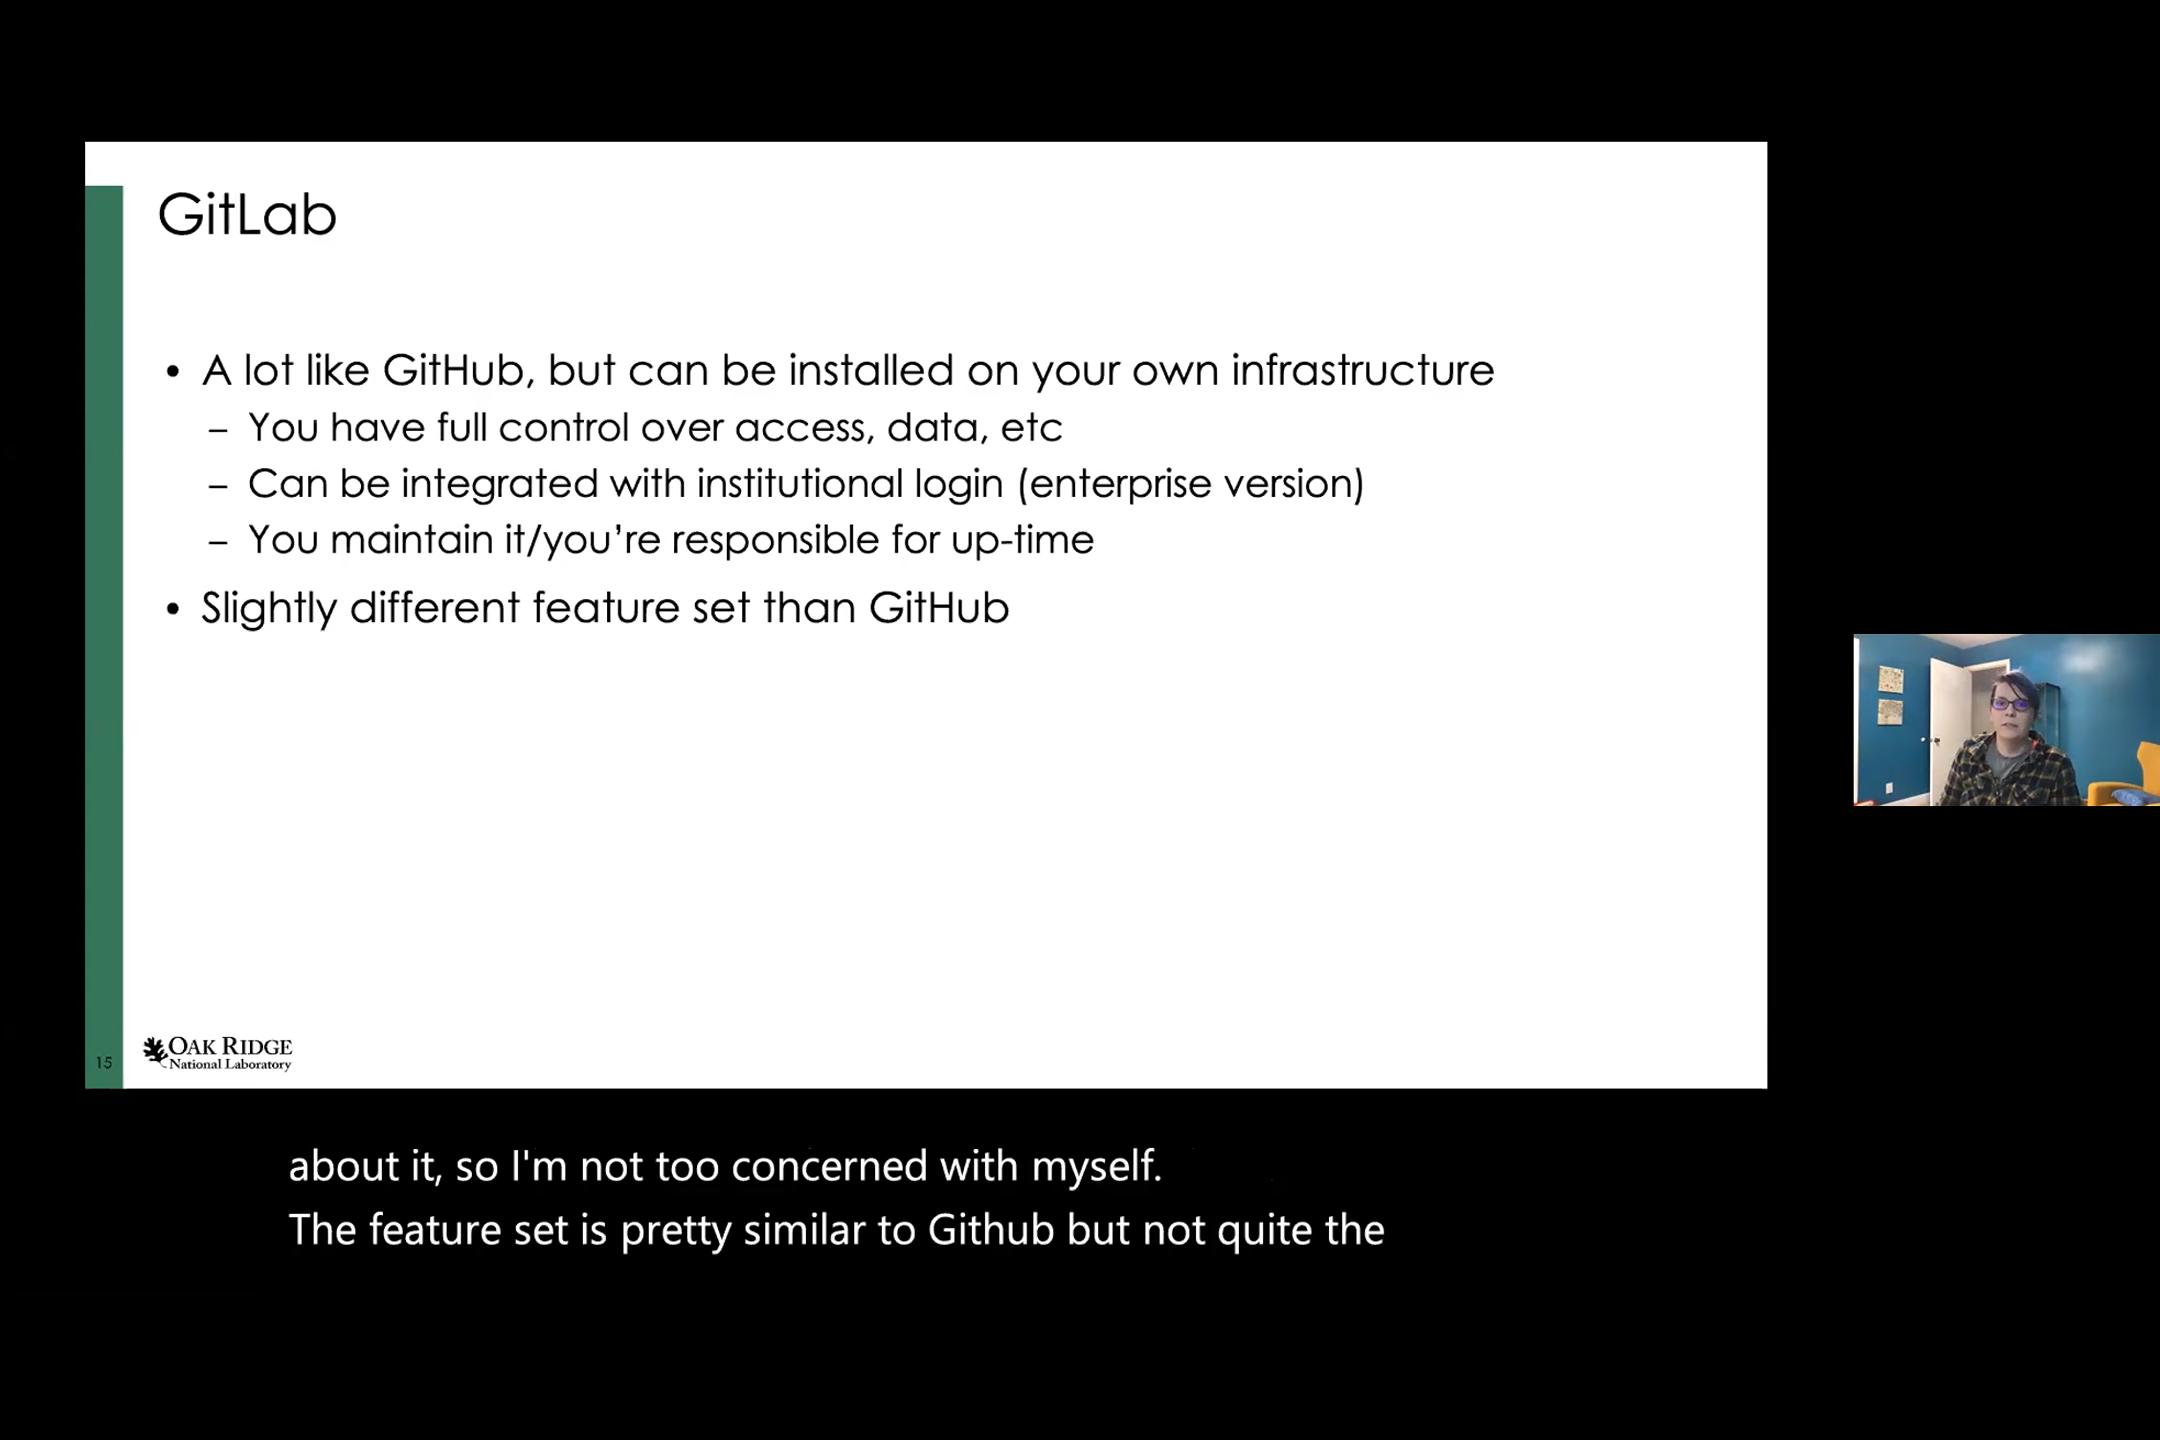 GitLab
• A lot like GitHub, but can be installed on your own infrastructure
– You have full control over access, data, etc
– Can be integrated with institutional login (enterprise version)
– You maintain it/you’re responsible for up-time
• Slightly different feature set than GitHub
15
OAK RIDGE
National Laboratory
about it, so I'm not too concerned with myself.
The feature set is pretty similar to Github but not quite the